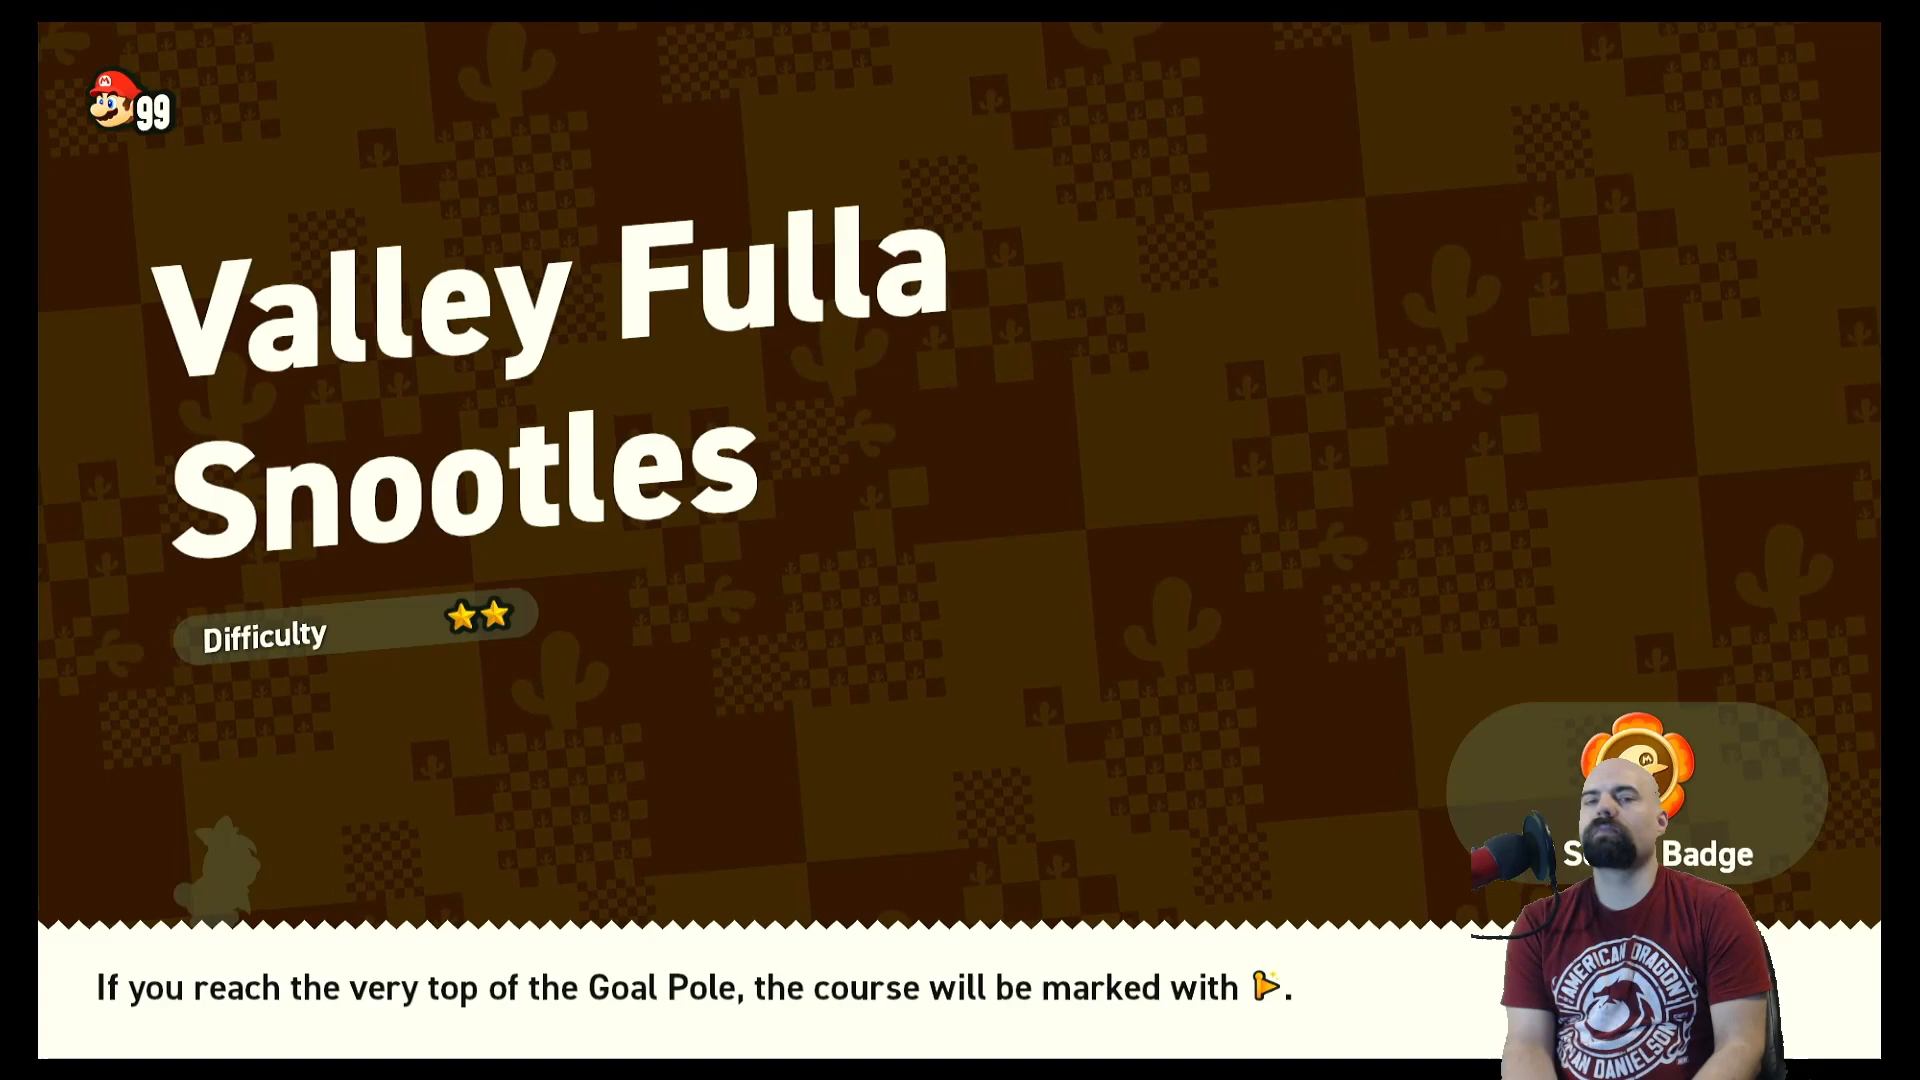 99
Valley Fulla
Snootles
Difficulty
Badge
If you reach the very top of the Goal Pole, the course will be marked with .
AMERICAN DRAGON
DANIELSON